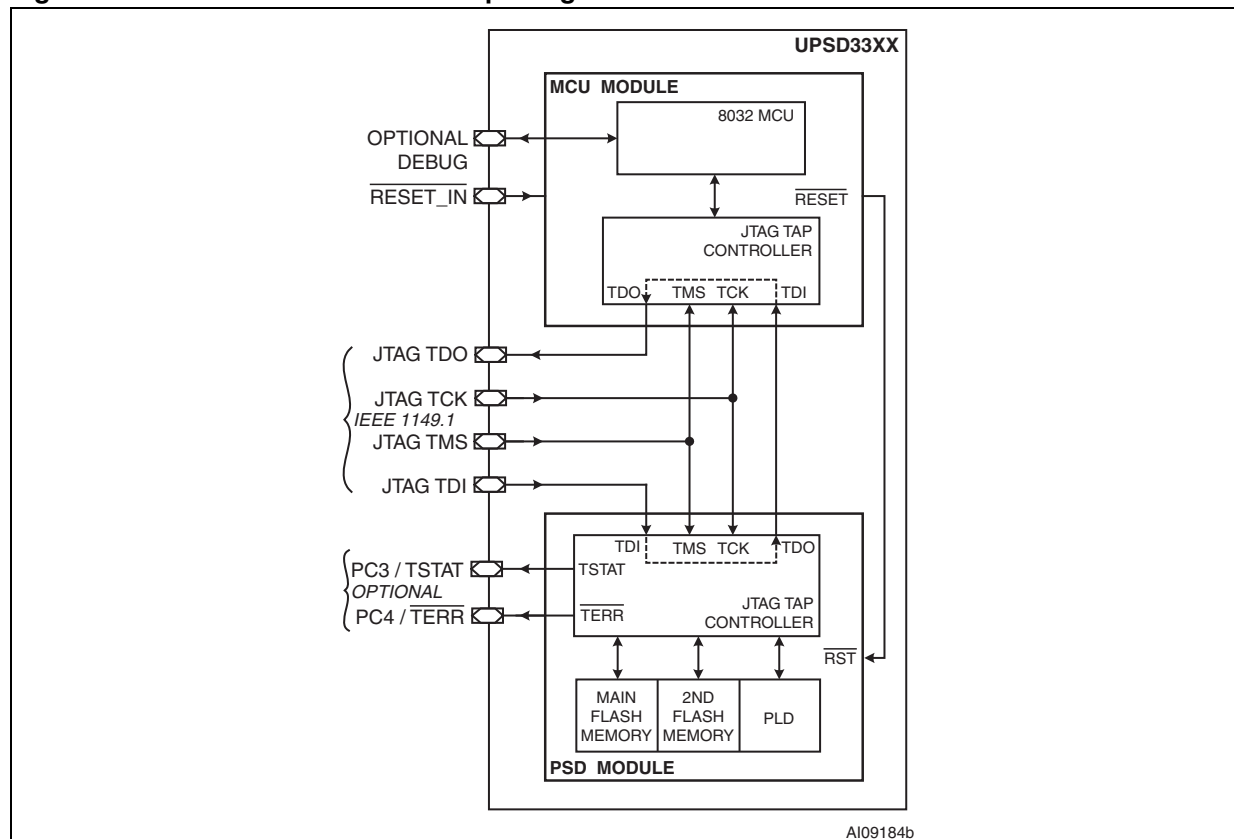 UPSD33XX
MCU MODULE
8032 MCU
OPTIONAL
DEBUG
RESET_IN
RESET
JTAG TAP
CONTROLLER
TDO TMS TCK TDI
JTAG TDO
JTAG TCK
IEEE 1149.1
JTAG TMS
JTAG TDI
TDI TMS TCK TDO
PC3 / TSTAT
TSTAT
OPTIONAL
PC4 / TERR
TERR
JTAG TAP
CONTROLLER
RST
MAIN
FLASH
MEMORY
2ND
FLASH
MEMORY
PLD
PSD MODULE
AI09184b